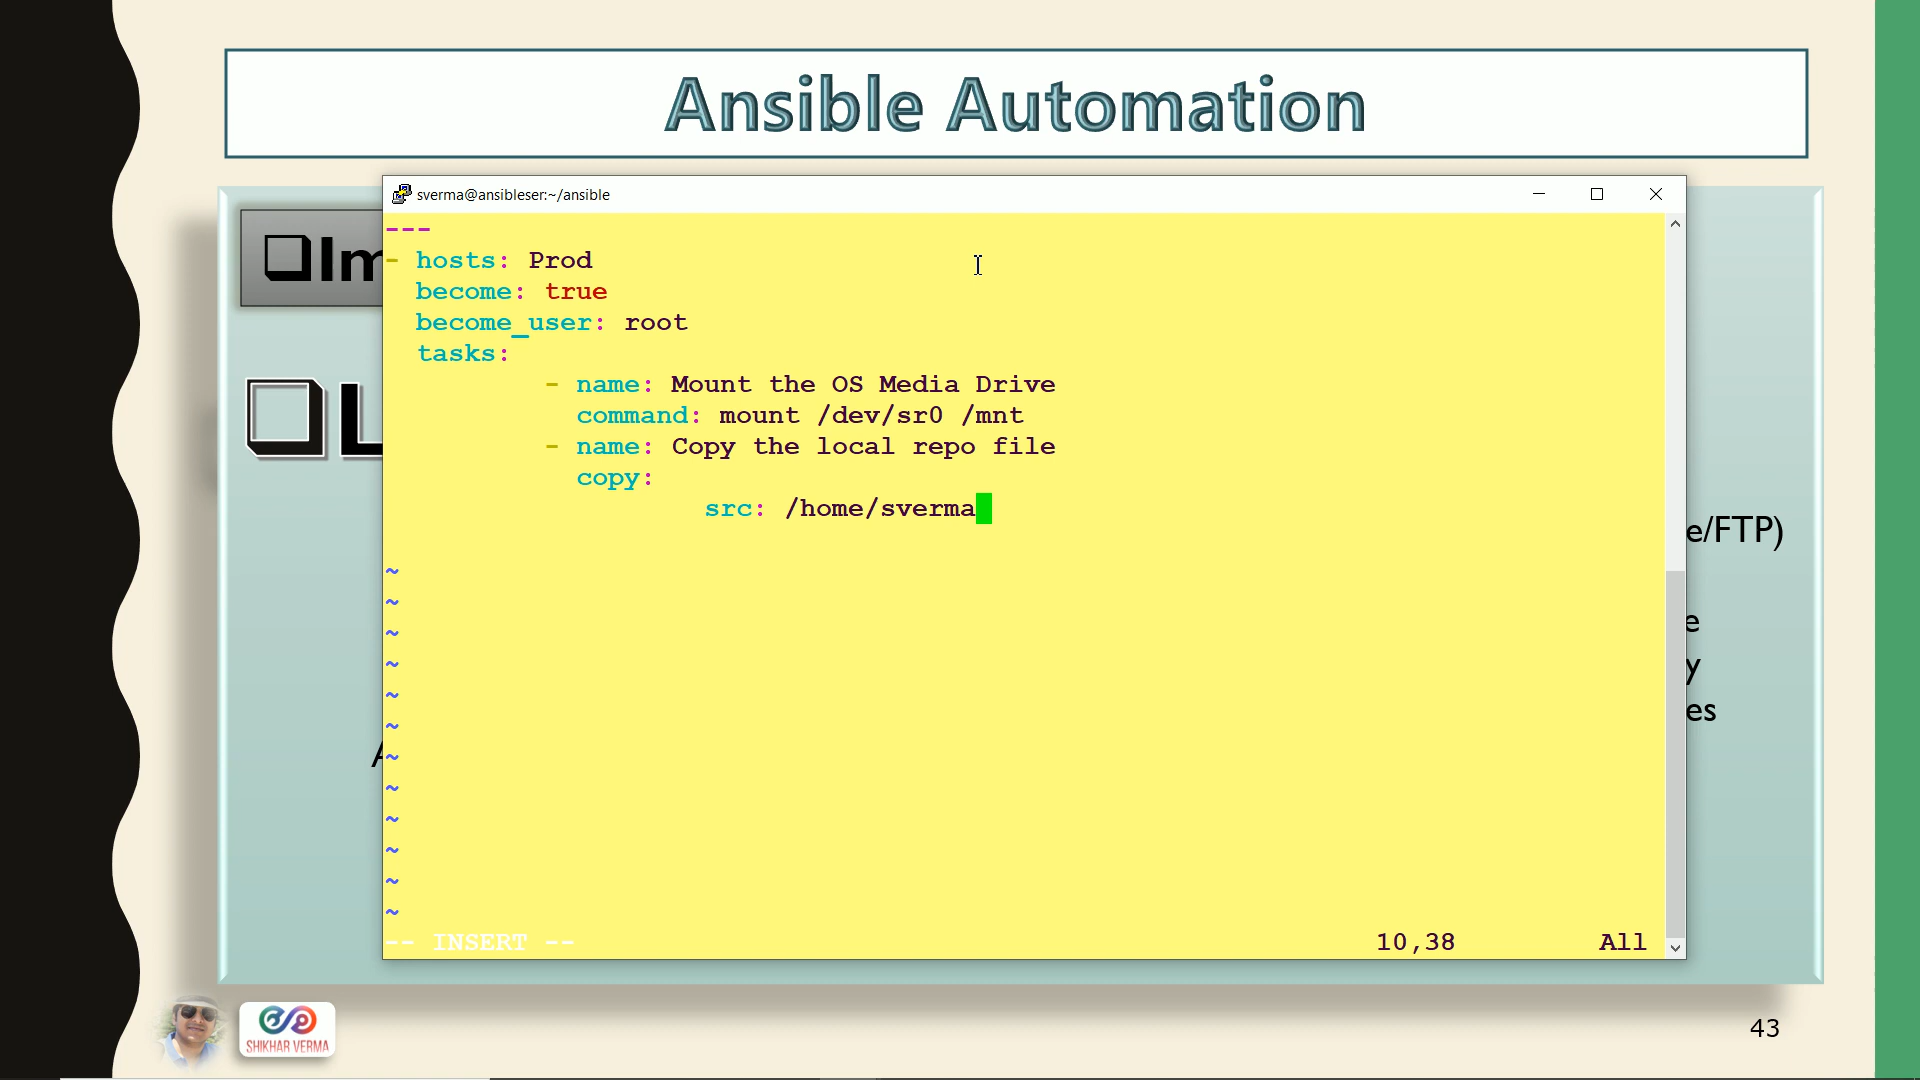 Ansible Automation
sverma@ansibleser:~/ansible
---
- hosts: Prod
become: true
become_user: root
tasks:
- name: Mount the OS Media Drive
command: mount /dev/sr0 /mnt
- name: Copy the local repo file
copy:
src: /home/sverma
~
~
~
~
~
~
~
~
~
~
~
~
-- INSERT -- 10,38 All
e/FTP)
e
y
es
SHIKHAR VERMA
43